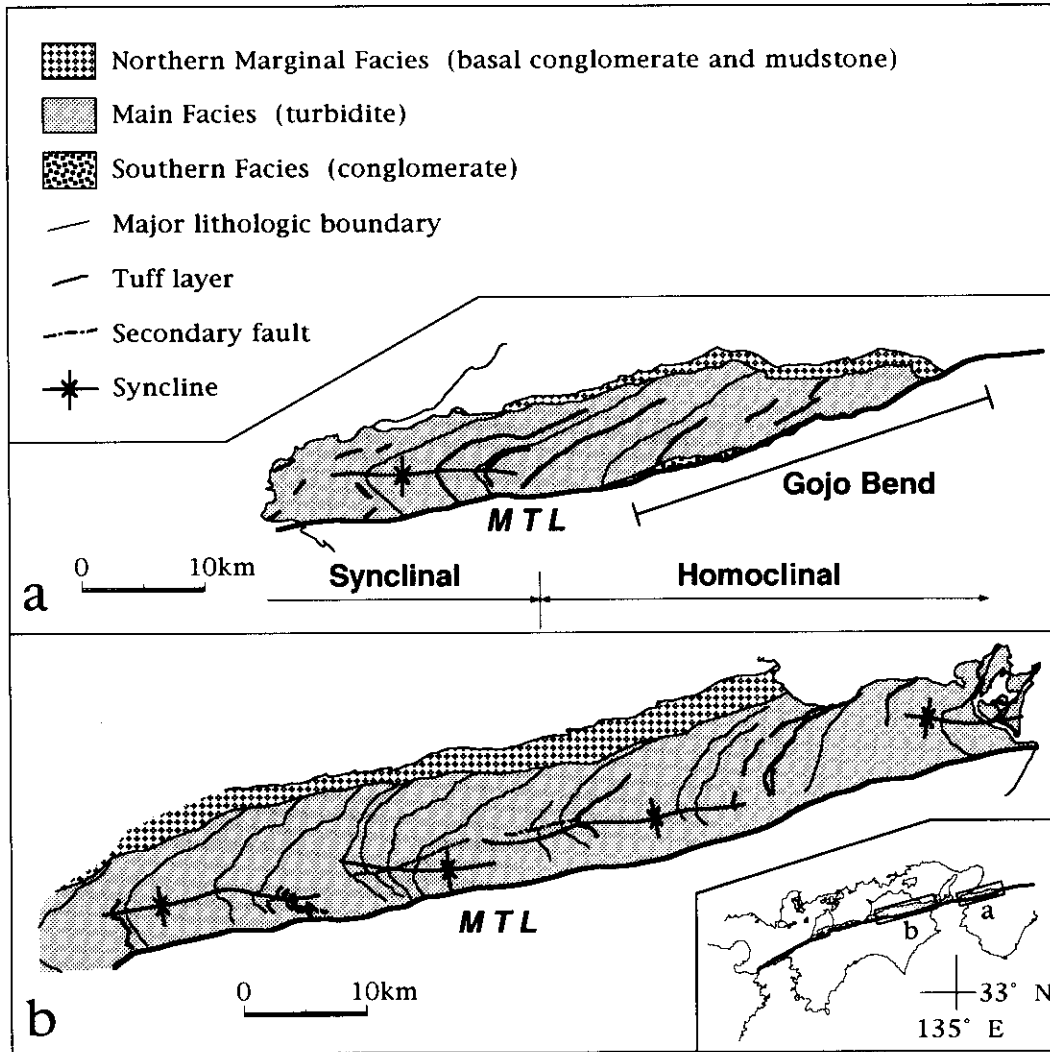 Northern Marginal Facies (basal conglomerate and mudstone)
Main Facies (turbidite)
Southern Facies (conglomerate)
Major lithologic boundary
Tuff layer
Secondary fault
Syncline
Gojo Bend
MTL
0 10km
Synclinal Homoclinal
a
MTL
0 10km
b
a
b
33° N
135° E